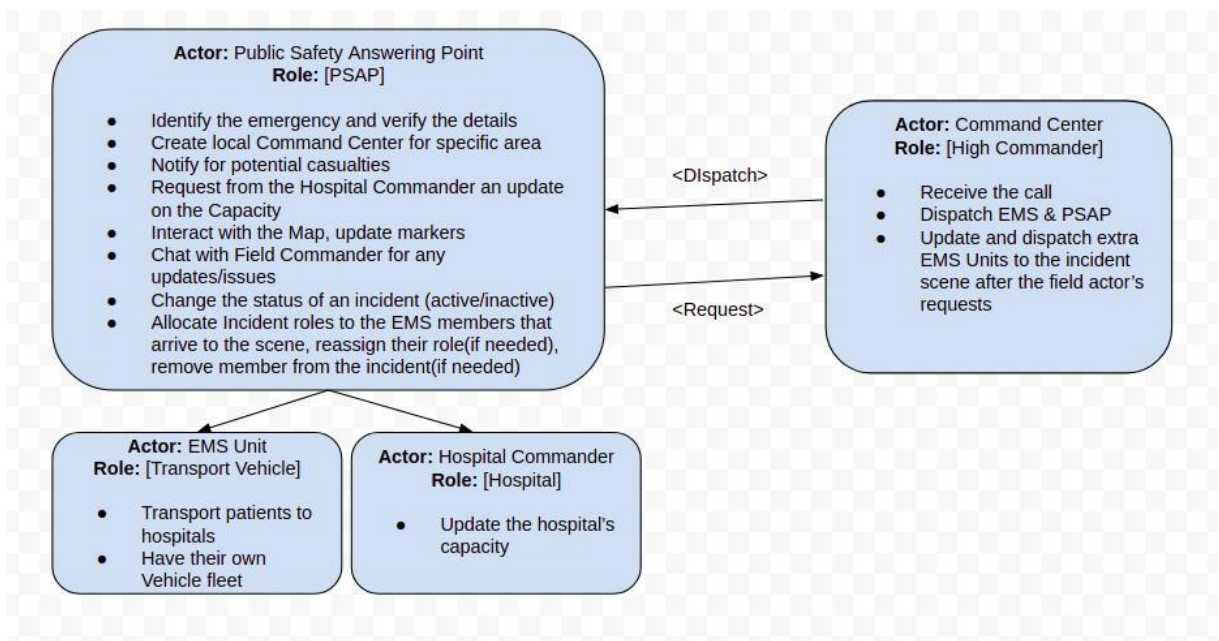 Actor: Public Safety Answering Point
Role: [PSAP]
● Identify the emergency and verify the details
● Create local Command Center for specific area
● Notify for potential casualties
● Request from the Hospital Commander an update
on the Capacity
● Interact with the Map, update markers
● Chat with Field Commander for any
updates/issues
● Change the status of an incident (active/inactive)
● Allocate Incident roles to the EMS members that
arrive to the scene, reassign their role(if needed),
remove member from the incident(if needed)
<DIspatch>
<Request>
Actor: Command Center
Role: [High Commander]
● Receive the call
● Dispatch EMS & PSAP
● Update and dispatch extra
EMS Units to the incident
scene after the field actor's
requests
Actor: EMS Unit
Role: [Transport Vehicle]
● Transport patients to
hospitals
● Have their own
Vehicle fleet
Actor: Hospital Commander
Role: [Hospital]
● Update the hospital's
capacity